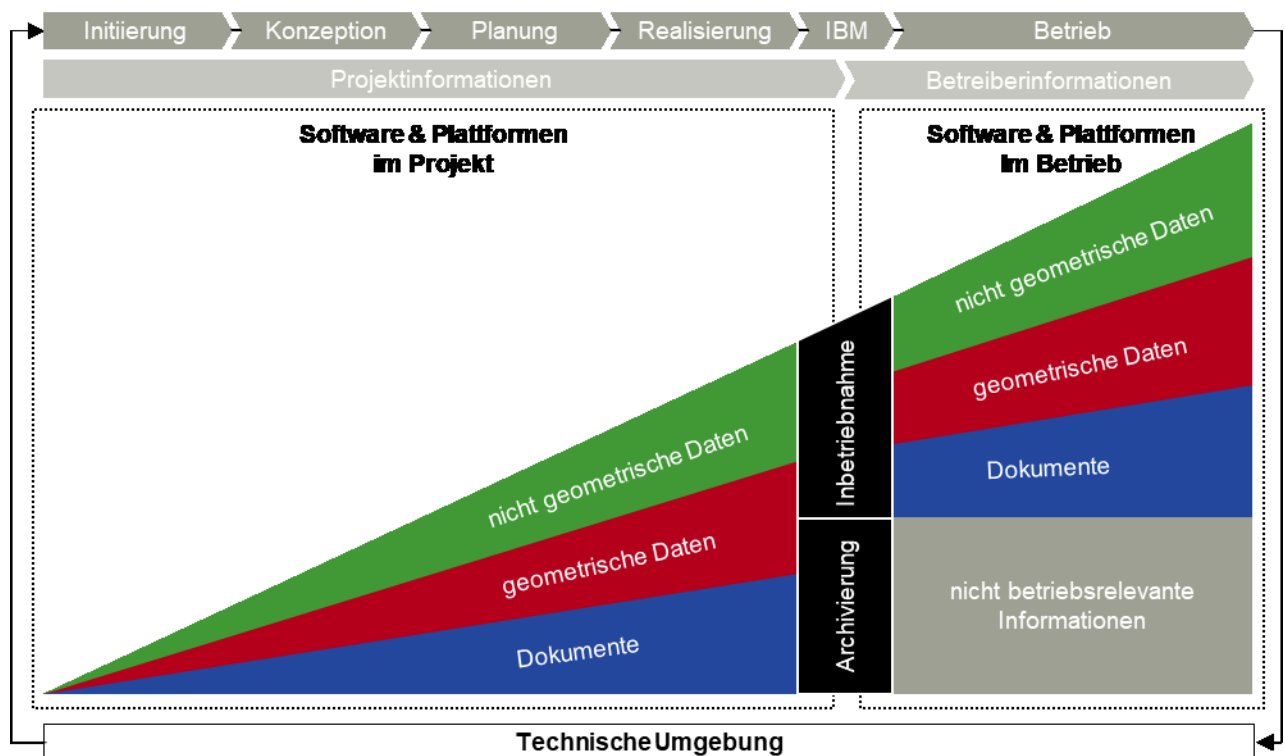 Initiierung
Konzeption
Planung
Realisierung
IBM
Betrieb
Projektinformationen
Betreiberinformationen
Software & Plattformen
im Projekt
Software & Plattformen
Im Betrieb
nicht geometrische Daten
geometrische Daten
Dokumente
Inbetriebnahme
Archivierung
nicht geometrische Daten
geometrische Daten
Dokumente
nicht betriebsrelevante
Informationen
Technische Umgebung